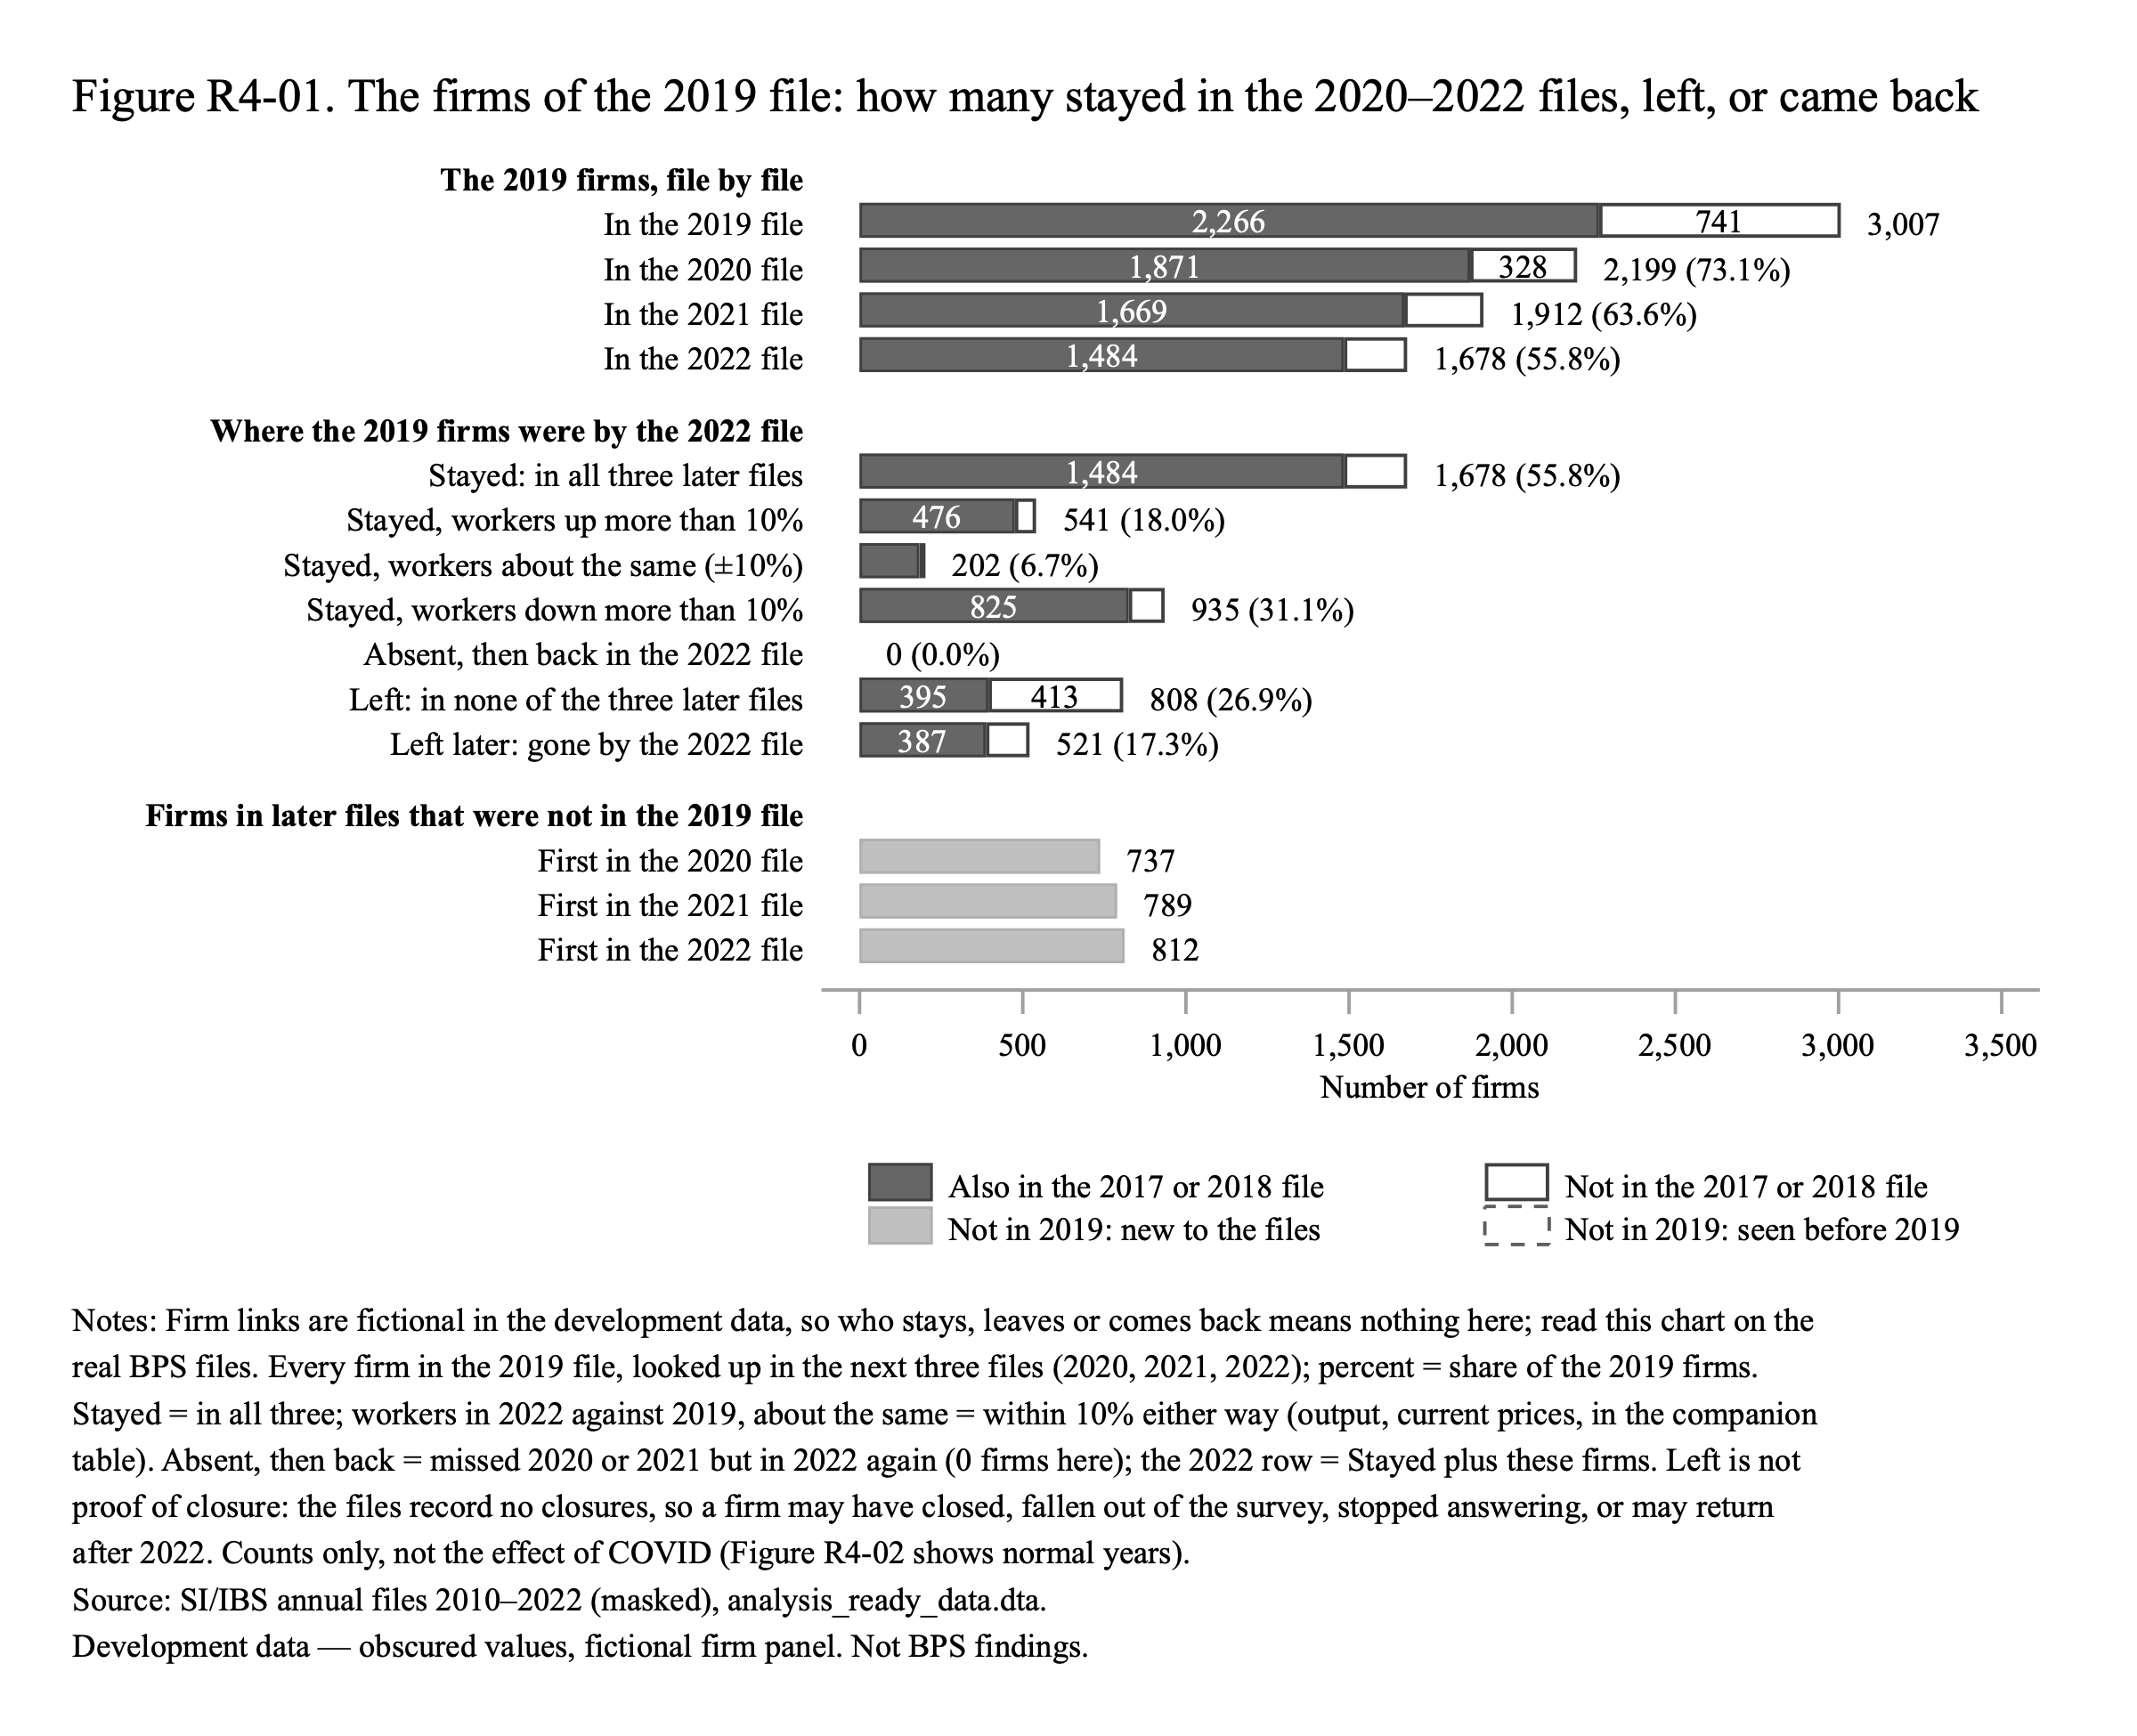 Figure R4-01. The firms of the 2019 file: how many stayed in the 2020–2022 files, left, or came back
The 2019 firms, file by file
In the 2019 file 2,266 741 3,007
In the 2020 file 1,871 328 2,199 (73.1%)
In the 2021 file 1,669 1,912 (63.6%)
In the 2022 file 1,484 1,678 (55.8%)
Where the 2019 firms were by the 2022 file
Stayed: in all three later files 1,484 1,678 (55.8%)
Stayed, workers up more than 10% 476 541 (18.0%)
Stayed, workers about the same (±10%) 202 (6.7%)
Stayed, workers down more than 10% 825 935 (31.1%)
Absent, then back in the 2022 file 0 (0.0%)
Left: in none of the three later files 395 413 808 (26.9%)
Left later: gone by the 2022 file 387 521 (17.3%)
Firms in later files that were not in the 2019 file
First in the 2020 file 737
First in the 2021 file 789
First in the 2022 file 812
0 500 1,000 1,500 2,000 2,500 3,000 3,500
Number of firms
Also in the 2017 or 2018 file Not in the 2017 or 2018 file
Not in 2019: new to the files Not in 2019: seen before 2019
Notes: Firm links are fictional in the development data, so who stays, leaves or comes back means nothing here; read this chart on the
real BPS files. Every firm in the 2019 file, looked up in the next three files (2020, 2021, 2022); percent = share of the 2019 firms.
Stayed = in all three; workers in 2022 against 2019, about the same = within 10% either way (output, current prices, in the companion
table). Absent, then back = missed 2020 or 2021 but in 2022 again (0 firms here); the 2022 row = Stayed plus these firms. Left is not
proof of closure: the files record no closures, so a firm may have closed, fallen out of the survey, stopped answering, or may return
after 2022. Counts only, not the effect of COVID (Figure R4-02 shows normal years).
Source: SI/IBS annual files 2010–2022 (masked), analysis_ready_data.dta.
Development data — obscured values, fictional firm panel. Not BPS findings.